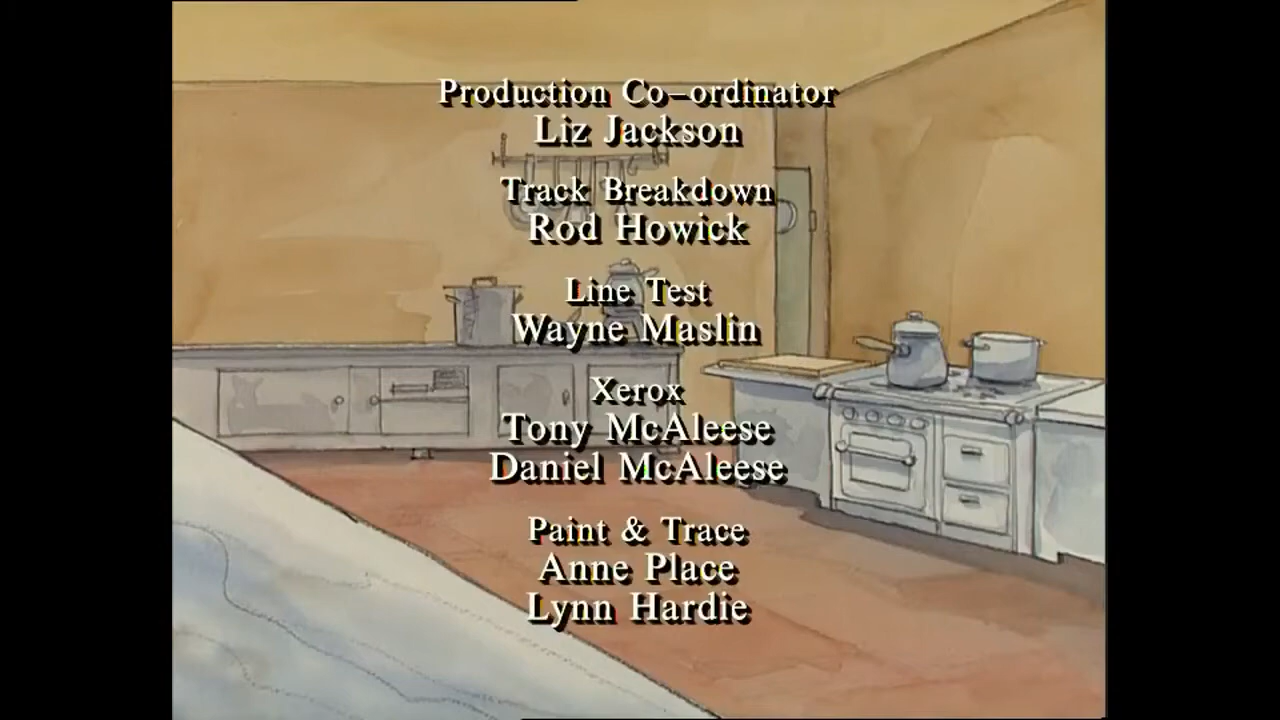 Production Co-ordinator
Liz Jackson
Track Breakdown
Rod Howick
Line Test
Wayne Maslin
Xerox
Tony McAleese
Daniel McAleese
Paint & Trace
Anne Place
Lynn Hardie